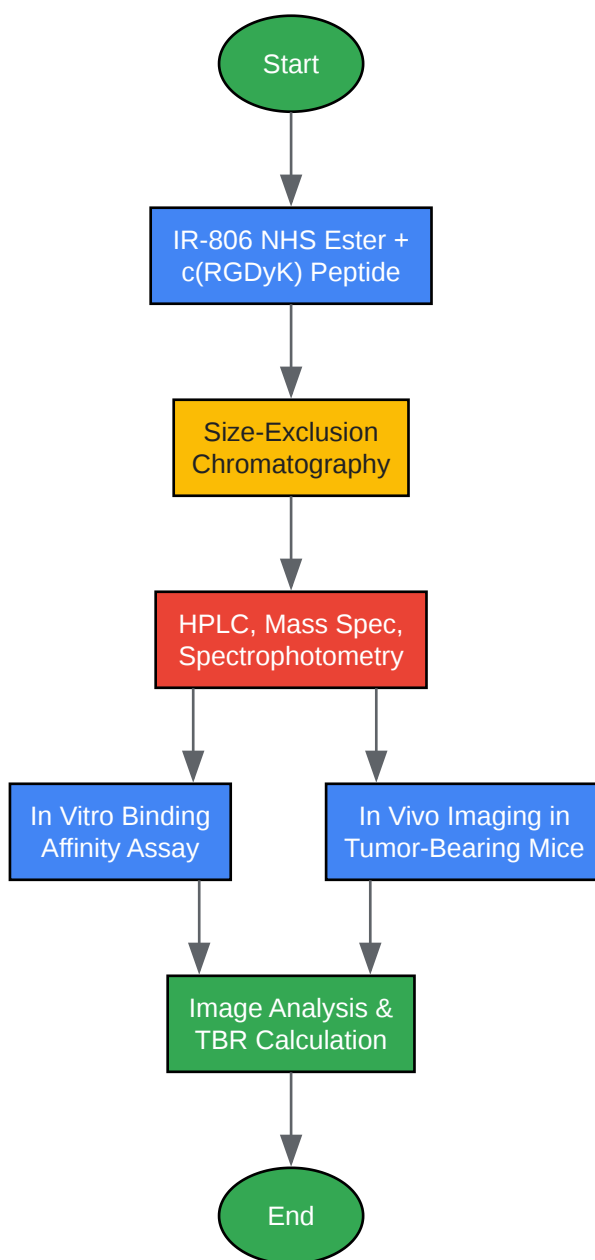 Start
IR-806 NHS Ester +
c(RGDyK) Peptide
Size-Exclusion
Chromatography
HPLC, Mass Spec,
Spectrophotometry
In Vitro Binding
Affinity Assay
In Vivo Imaging in
Tumor-Bearing Mice
Image Analysis &
TBR Calculation
End